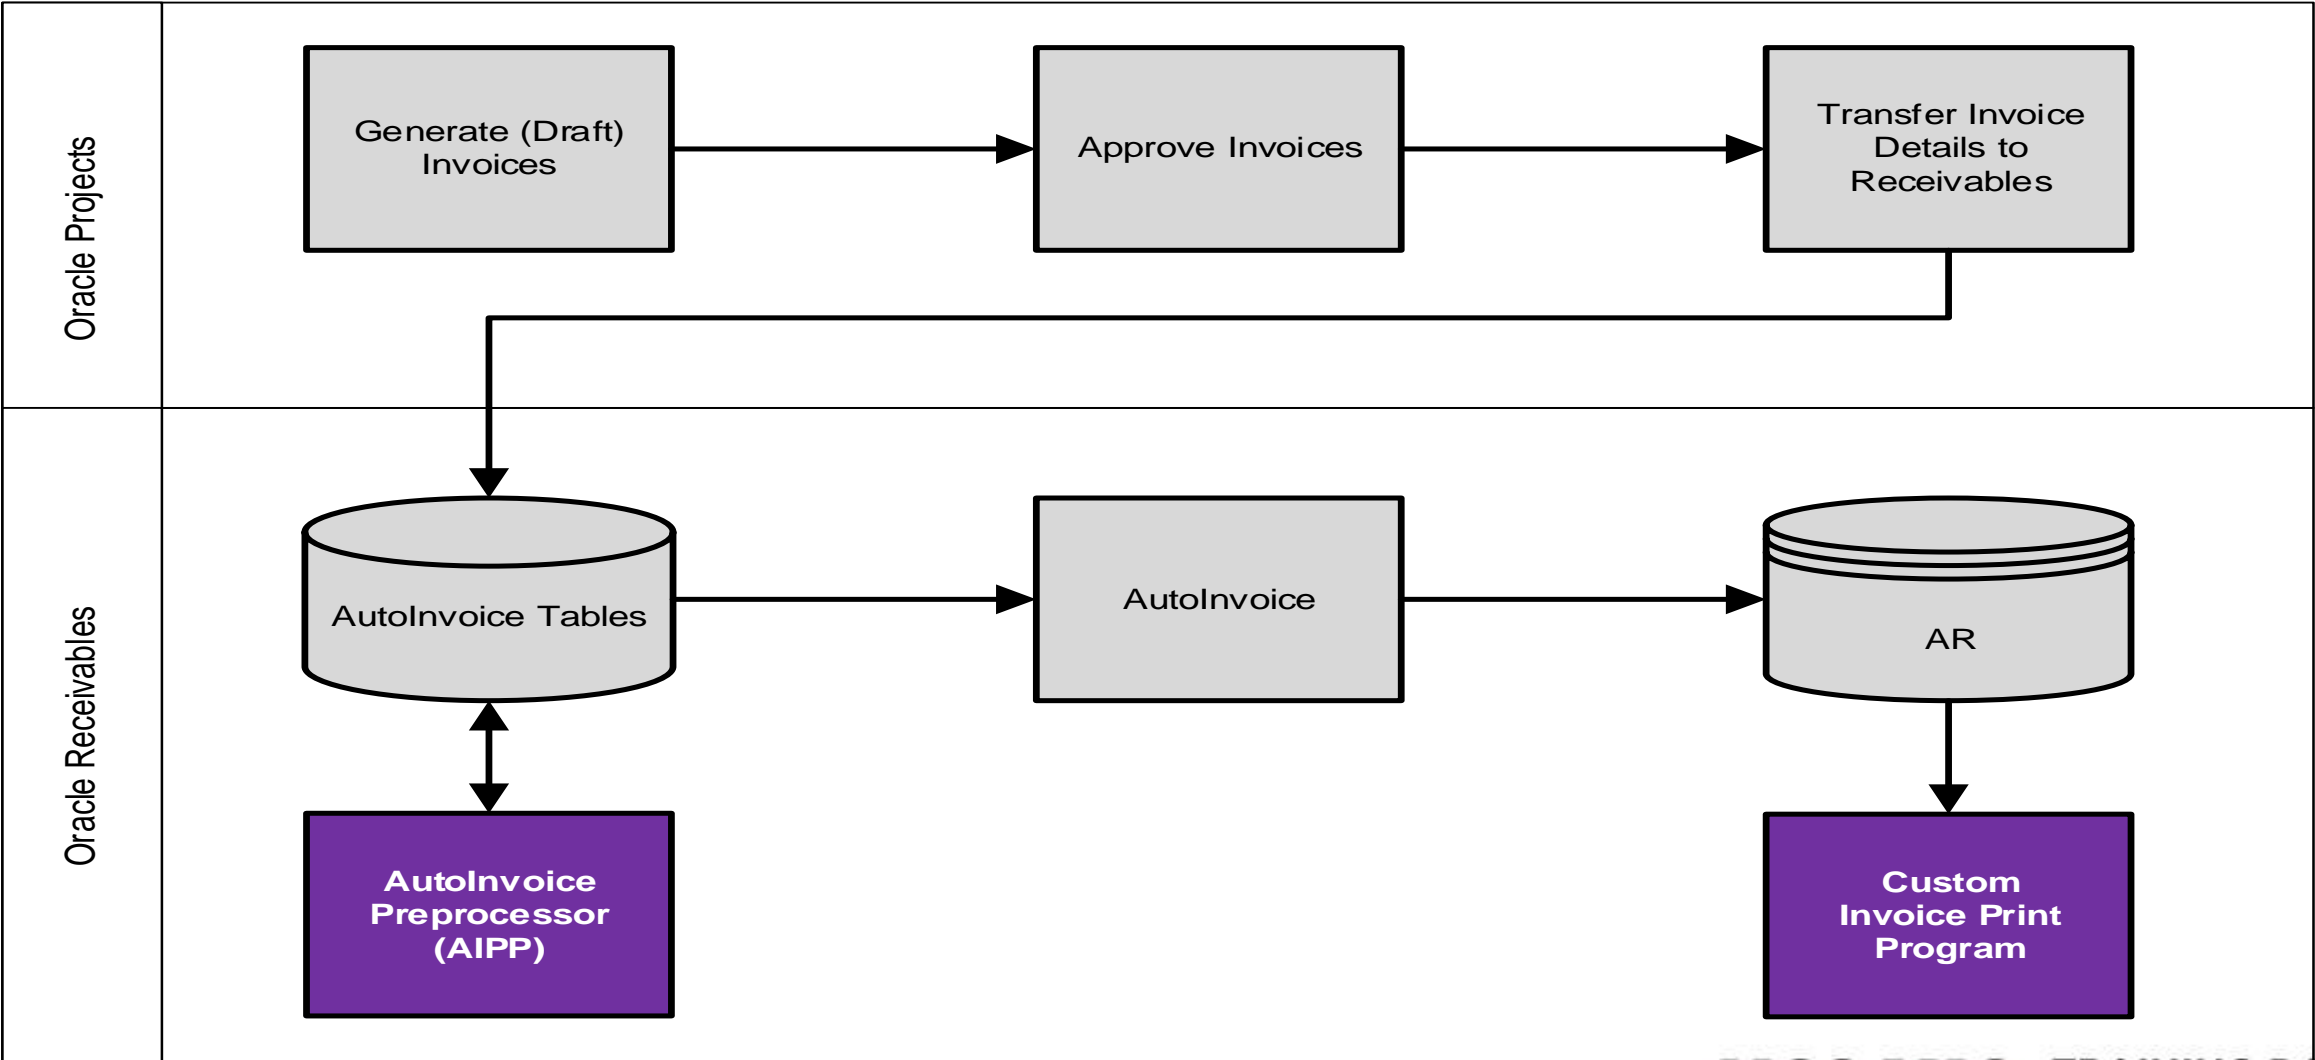 Oracle Projects
Generate (Draft)
Invoices
Approve Invoices
Transfer Invoice
Details to
Receivables
Oracle Receivables
AutoInvoice Tables
AutoInvoice
AR
AutoInvoice
Preprocessor
(AIPP)
Custom
Invoice Print
Program